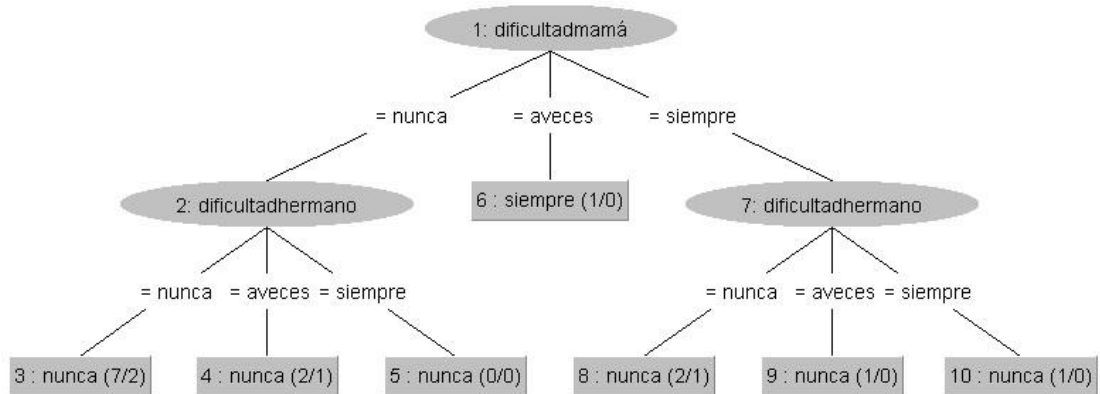 1: dificultadmamá
= nunca = aveces = siempre
2: dificultadhermano 6 : siempre (1/0) 7: dificultadhermano
= nunca = aveces = siempre = nunca = aveces = siempre
3 : nunca (7/2) 4 : nunca (2/1) 5 : nunca (0/0) 8 : nunca (2/1) 9 : nunca (1/0) 10 : nunca (1/0)